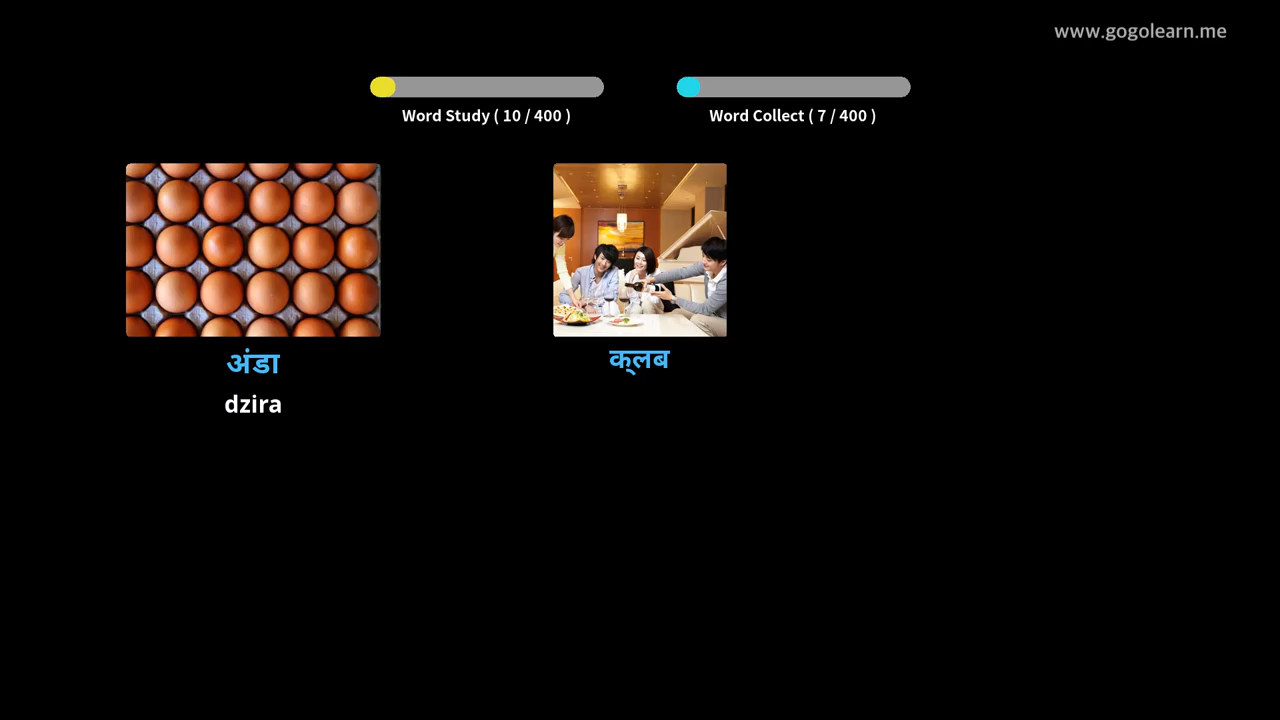 www.gogolearn.me
Word Study ( 10 / 400 )
Word Collect ( 7 / 400 )
अंडा
dzira
क्लब